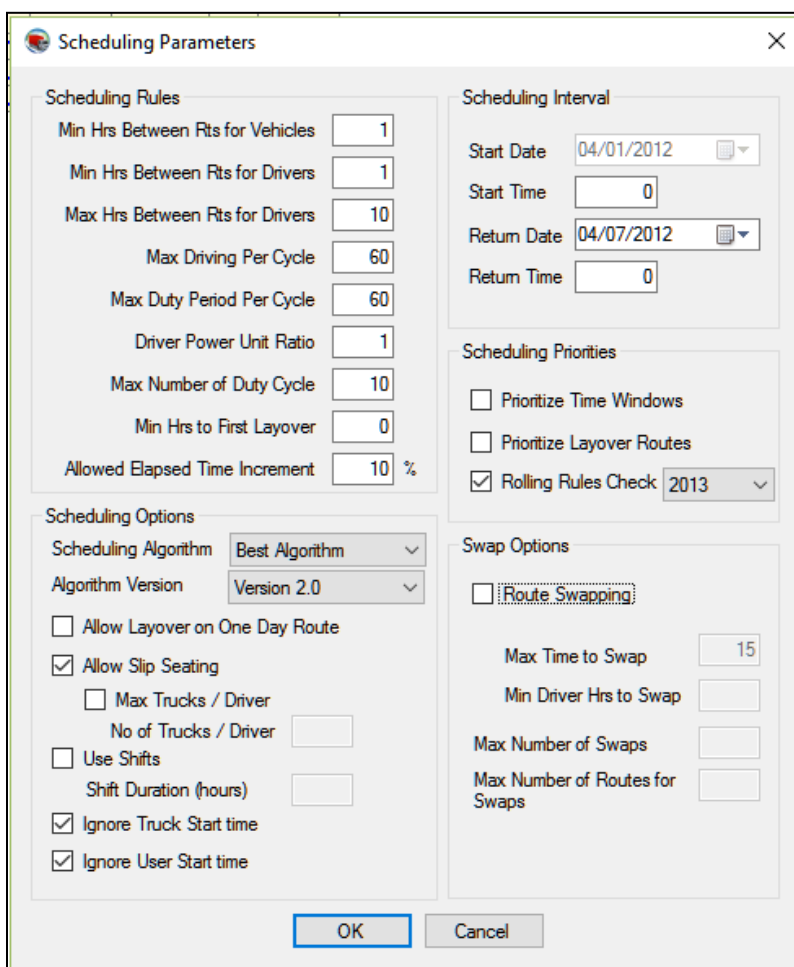 Scheduling Parameters
Scheduling Rules
Min Hrs Between Rts for Vehicles 1
Min Hrs Between Rts for Drivers 1
Max Hrs Between Rts for Drivers 10
Max Driving Per Cycle 60
Max Duty Period Per Cycle 60
Driver Power Unit Ratio 1
Max Number of Duty Cycle 10
Min Hrs to First Layover 0
Allowed Elapsed Time Increment 10 %
Scheduling Options
Scheduling Algorithm Best Algorithm
Algorithm Version Version 2.0
Allow Layover on One Day Route
Allow Slip Seating
Max Trucks / Driver
No of Trucks / Driver
Use Shifts
Shift Duration (hours)
Ignore Truck Start time
Ignore User Start time
Scheduling Interval
Start Date 04/01/2012
Start Time 0
Return Date 04/07/2012
Return Time 0
Scheduling Priorities
Prioritize Time Windows
Prioritize Layover Routes
Rolling Rules Check 2013
Swap Options
Route Swapping
Max Time to Swap 15
Min Driver Hrs to Swap
Max Number of Swaps
Max Number of Routes for
Swaps
OK Cancel